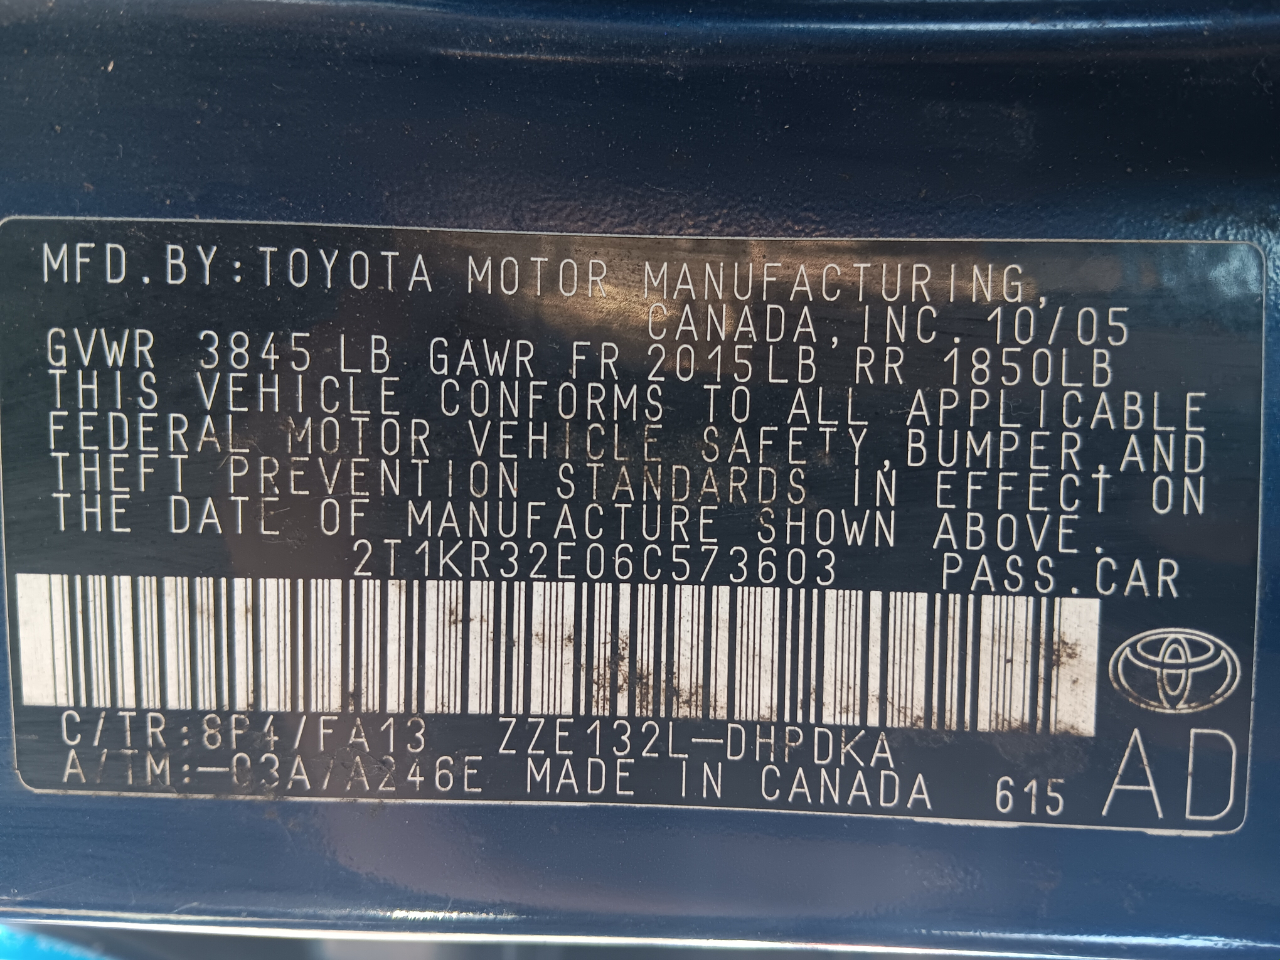 MFD.BY:TOYOTA MOTOR MANUFACTURING,
CANADA,INC. 10/05
GVWR 3845 LB GAWR FR 2015LB RR 1850LB
THIS VEHICLE CONFORMS TO ALL APPLICABLE
FEDERAL MOTOR VEHICLE SAFETY,BUMPER,AND
THEFT PREVENTION STANDARDS IN EFFECT ON
THE DATE OF MANUFACTURE SHOWN ABOVE.
2T1KR32E06C573603 PASS.CAR
C/TR:8P4/FA13 ZZE132L-DHPDKA
A/TM:-03A/A246E MADE IN CANADA 615 AD